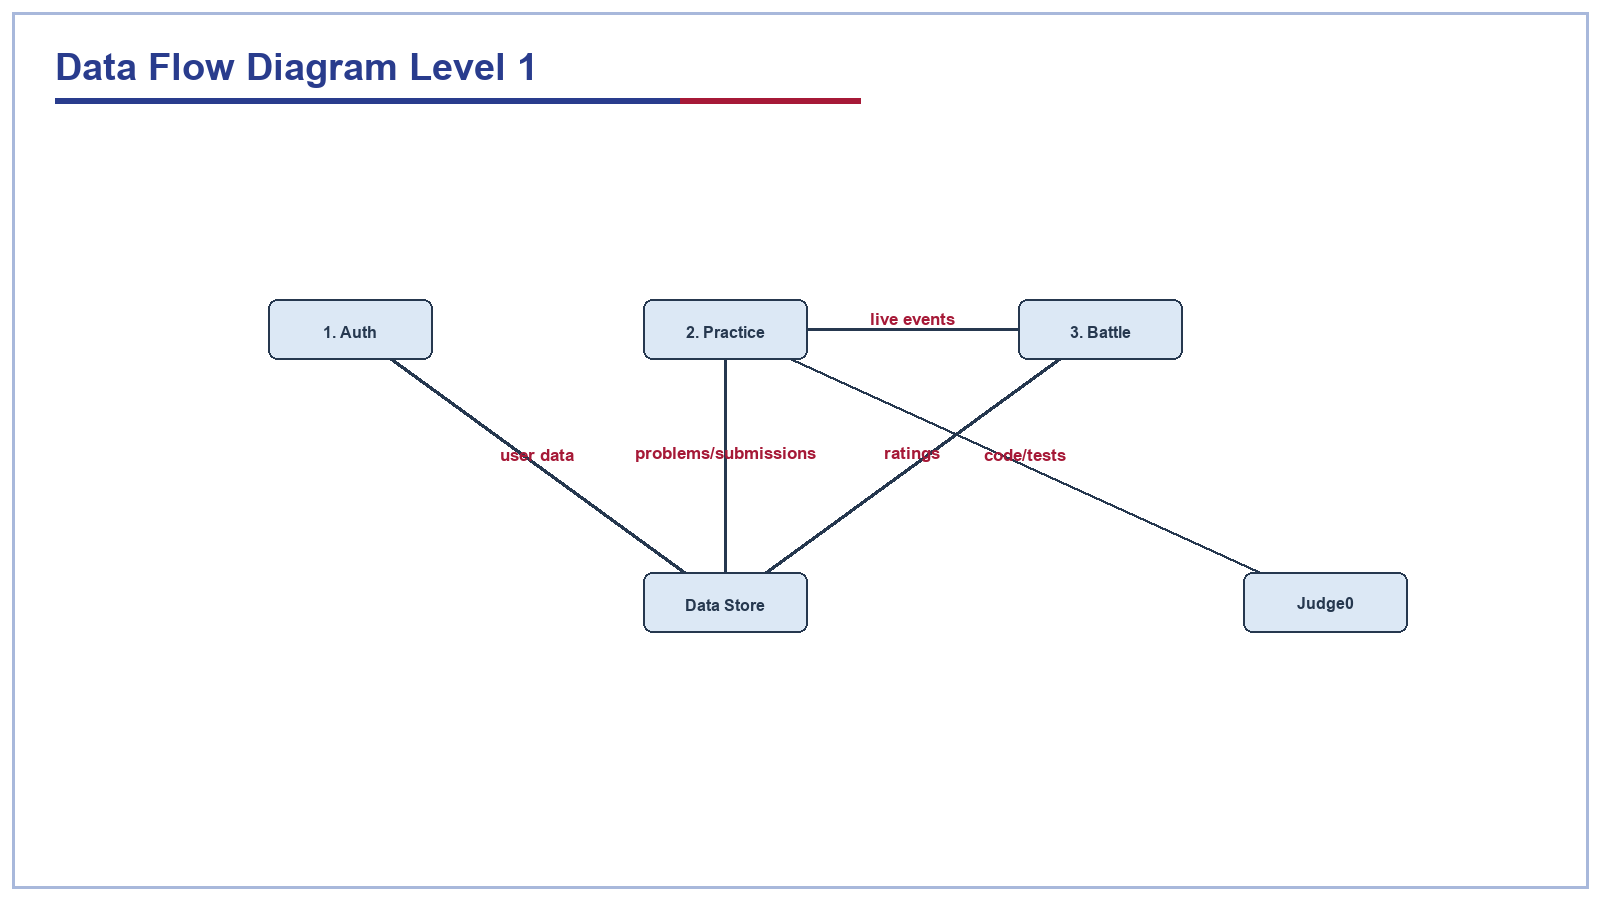 Data Flow Diagram Level 1
1. Auth
2. Practice
live events
3. Battle
user data
problems/submissions
ratings
code/tests
Data Store
Judge0